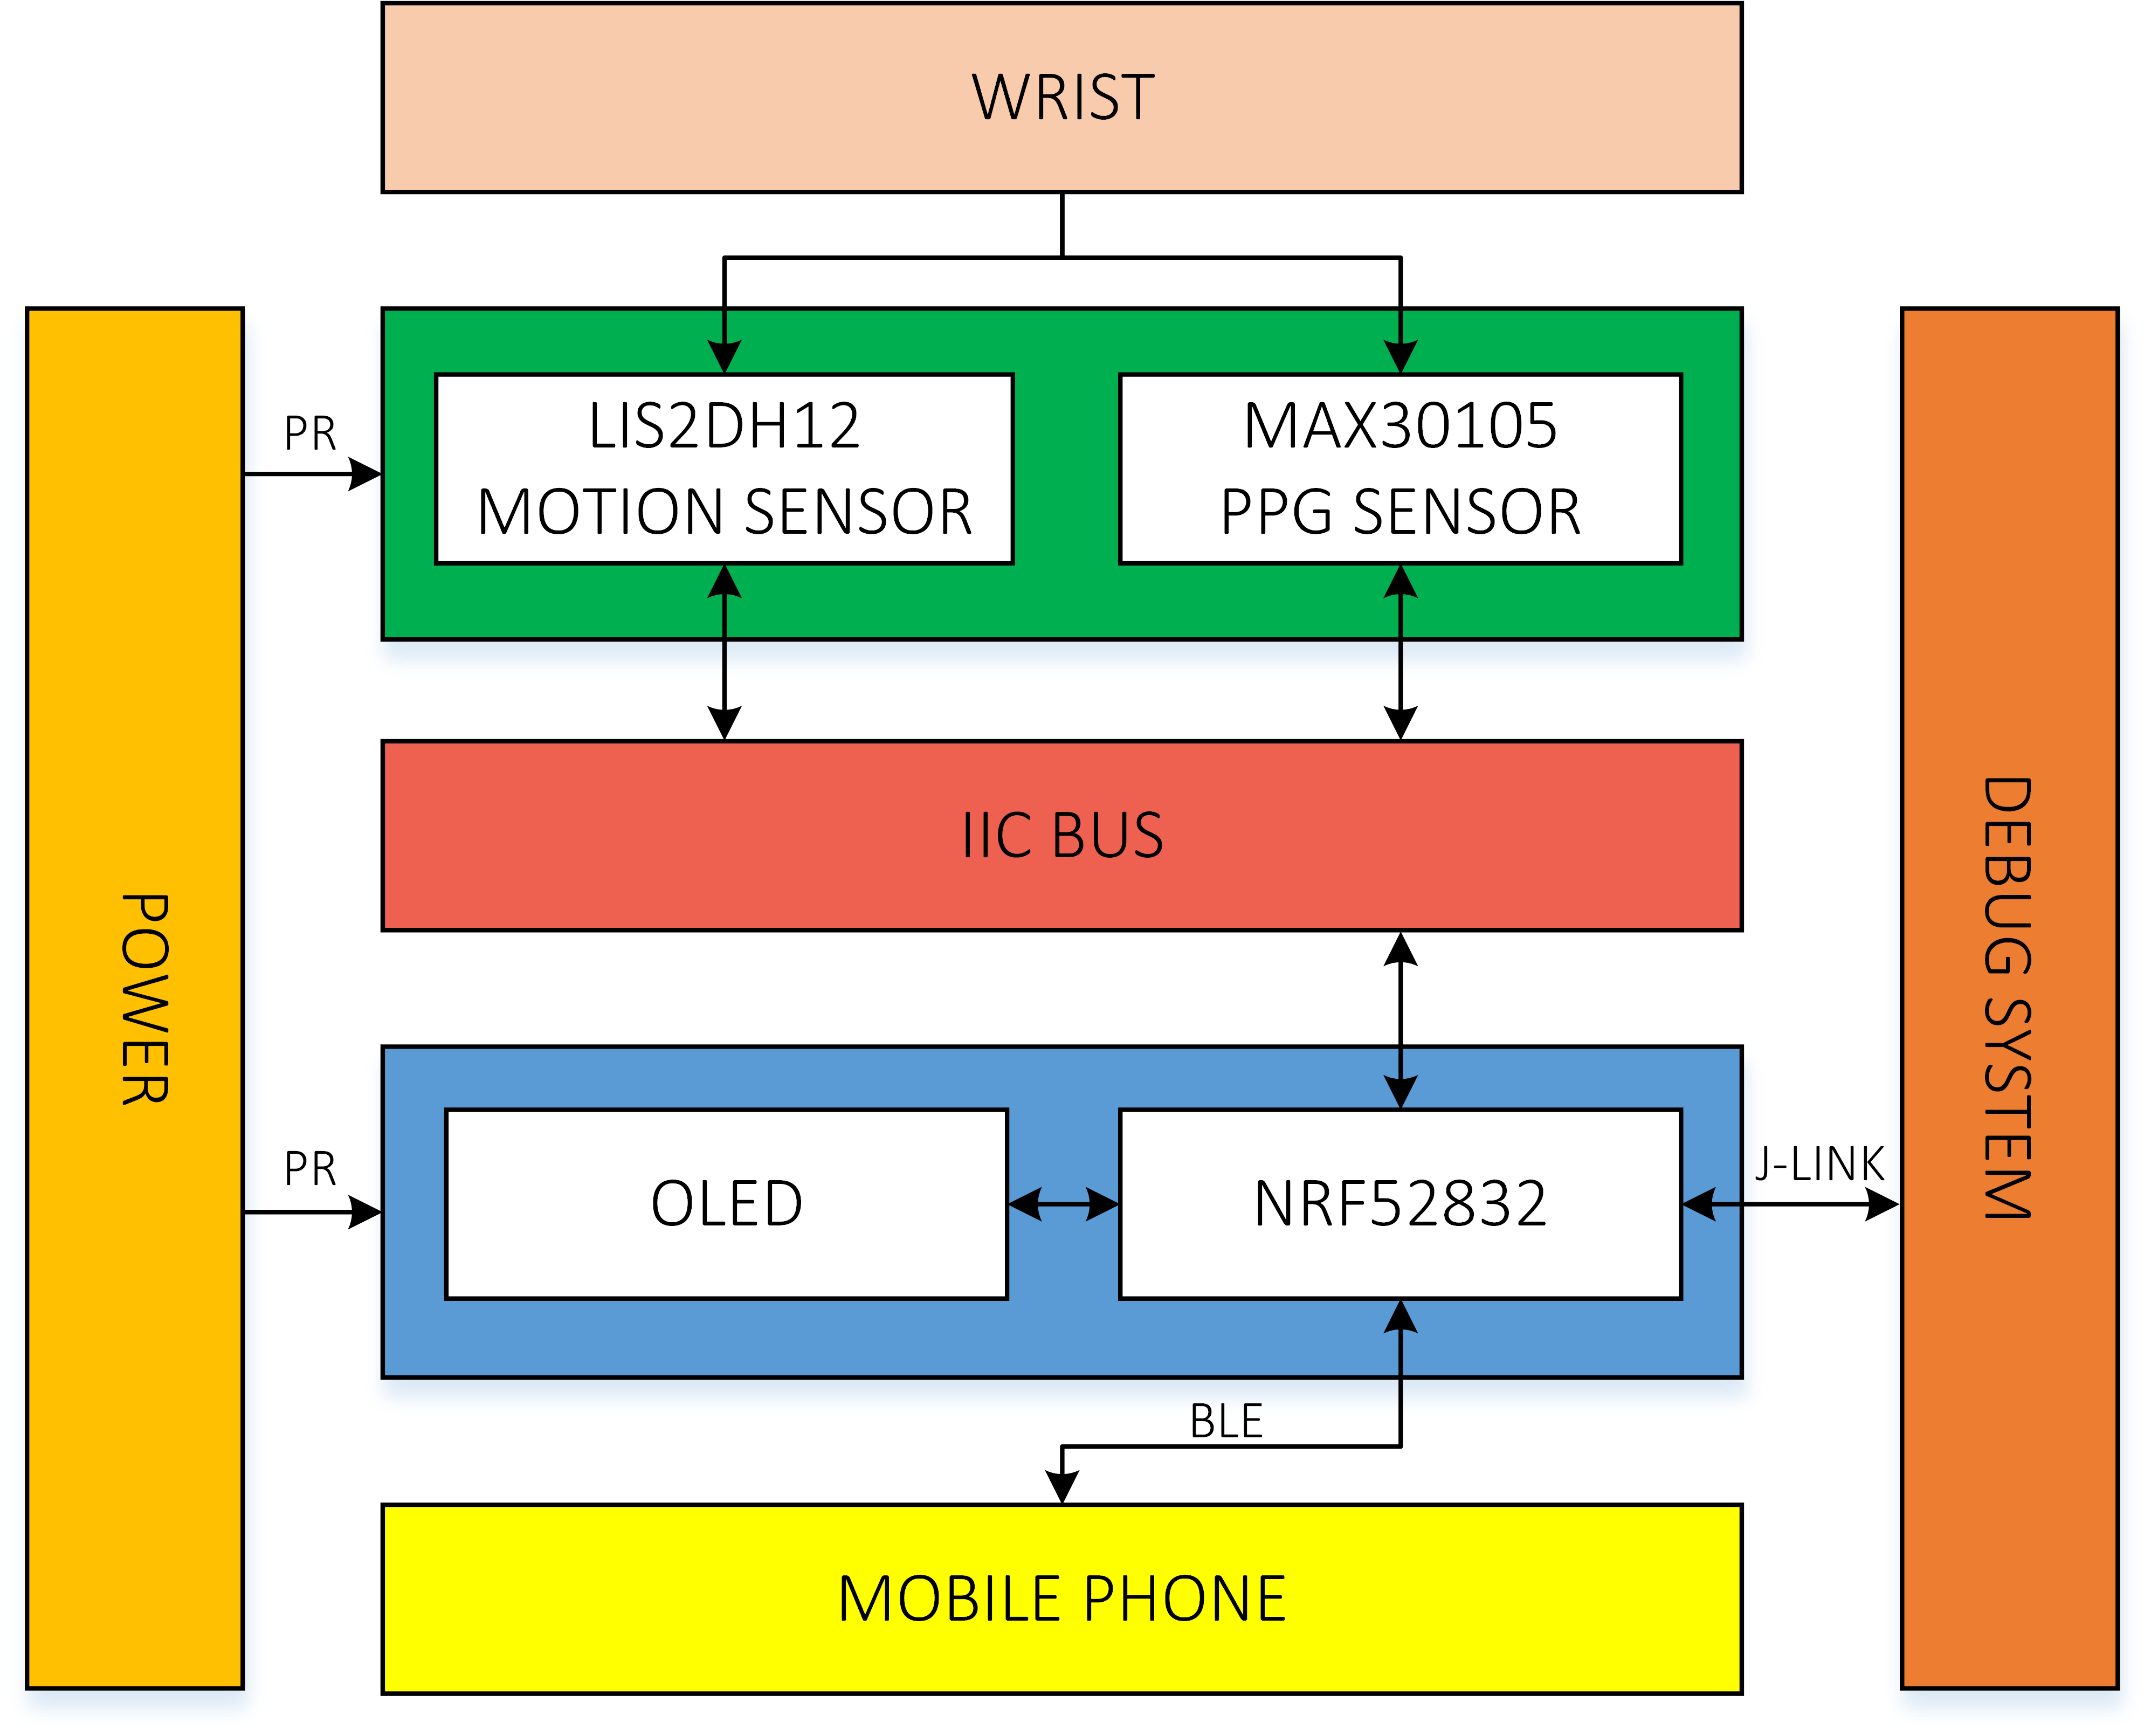 WRIST
PR
LIS2DH12
MOTION SENSOR
MAX30105
PPG SENSOR
IIC BUS
POWER
DEBUG SYSTEM
PR
OLED
NRF52832
J-LINK
BLE
MOBILE PHONE